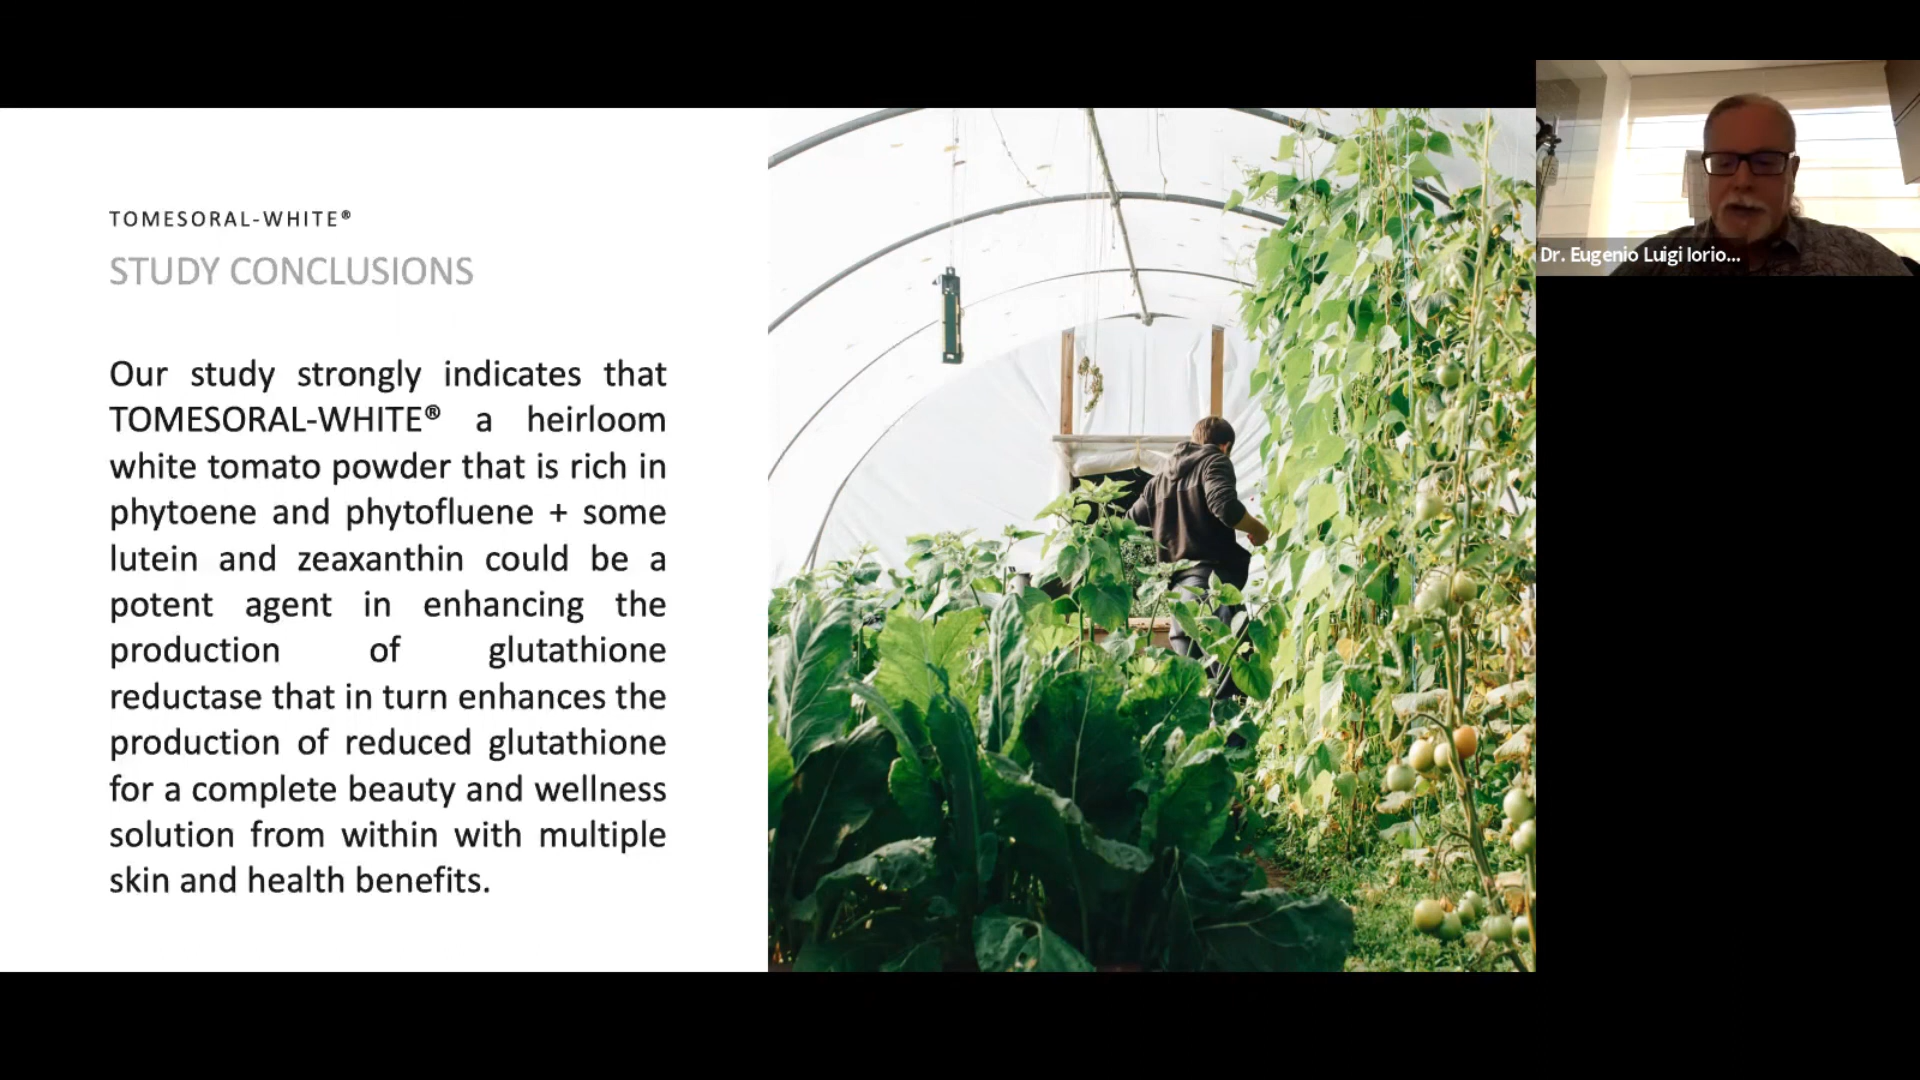 TOMESORAL-WHITE®
STUDY CONCLUSIONS
Our study strongly indicates that
TOMESORAL-WHITE® a heirloom
white tomato powder that is rich in
phytoene and phytofluene + some
lutein and zeaxanthin could be a
potent agent in enhancing the
production of glutathione
reductase that in turn enhances the
production of reduced glutathione
for a complete beauty and wellness
solution from within with multiple
skin and health benefits.
Dr. Eugenio Luigi Iorio...